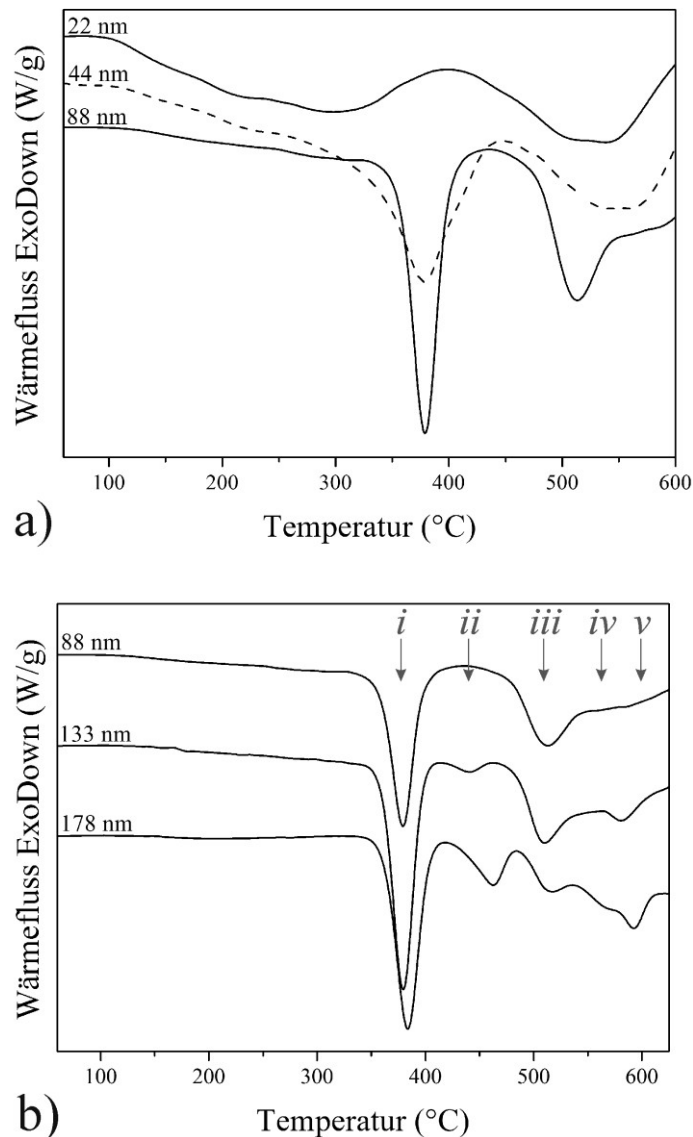 22 nm
44 nm
88 nm
Wärmefluss ExoDown (W/g)
100 200 300 400 500 600
a)
Temperatur (°C)
i ii iii iv v
88 nm
133 nm
178 nm
Wärmefluss ExoDown (W/g)
100 200 300 400 500 600
b)
Temperatur (°C)